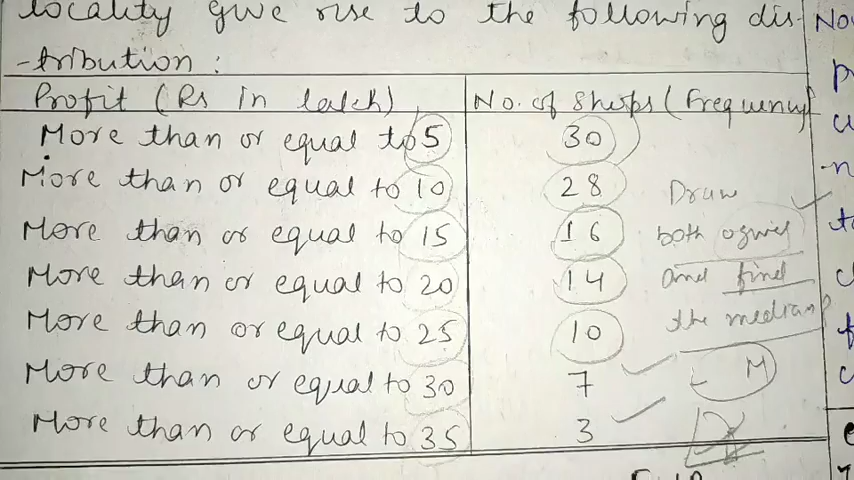 locality give rise to the following dis-
-tribution :
Profit (Rs in lakh) No. of Shops (Frequency)
More than or equal to 5 30
More than or equal to 10 28
More than or equal to 15 16
More than or equal to 20 14
More than or equal to 25 10
More than or equal to 30 7
More than or equal to 35 3
Draw
both ogives
and find
the median?
L M
No